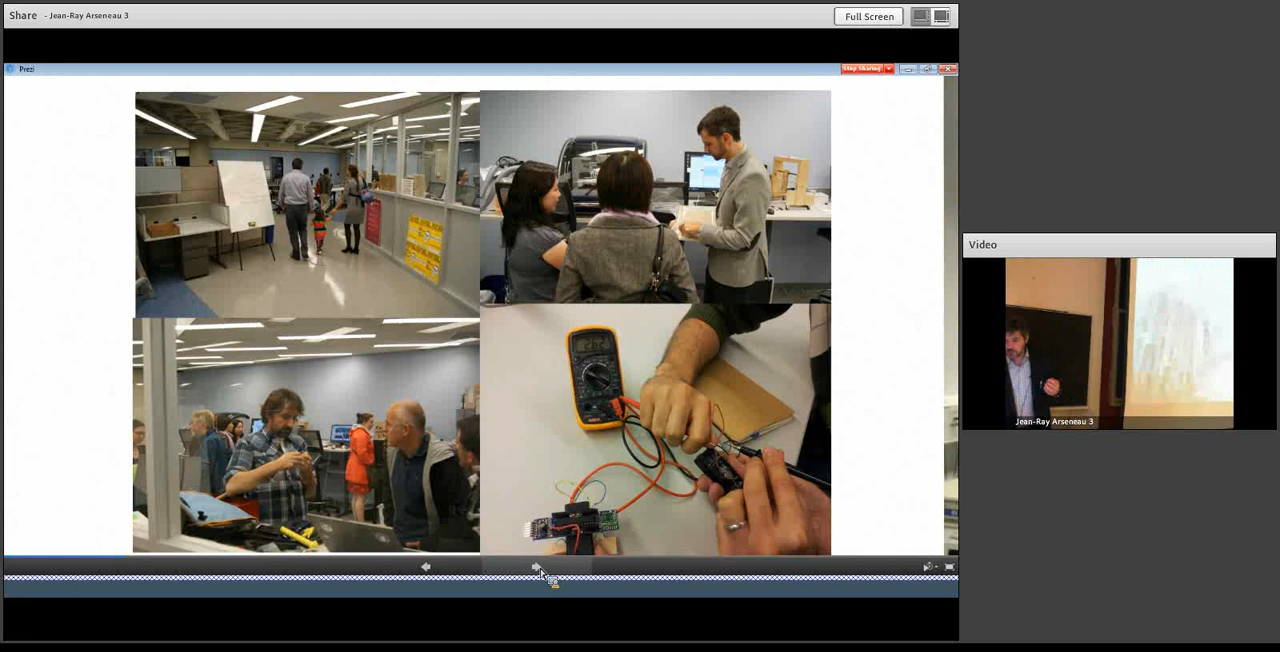 Share - Jean-Ray Arseneau 3
Full Screen
Prezi
Stop Sharing
Video
Jean-Ray Arseneau 3